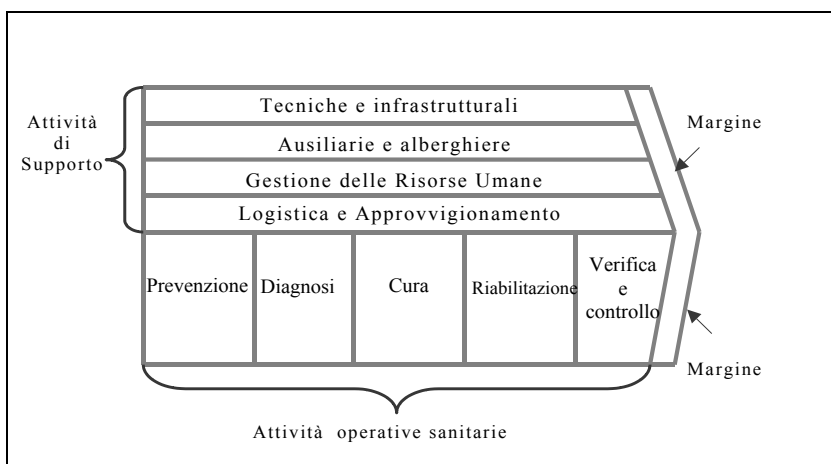 Tecniche e infrastrutturali
Attività
di
Supporto
Margine
Ausiliarie e alberghiere
Gestione delle Risorse Umane
Logistica e Approvvigionamento
Prevenzione
Diagnosi
Cura
Riabilitazione
Verifica
e
controllo
Margine
Attività operative sanitarie